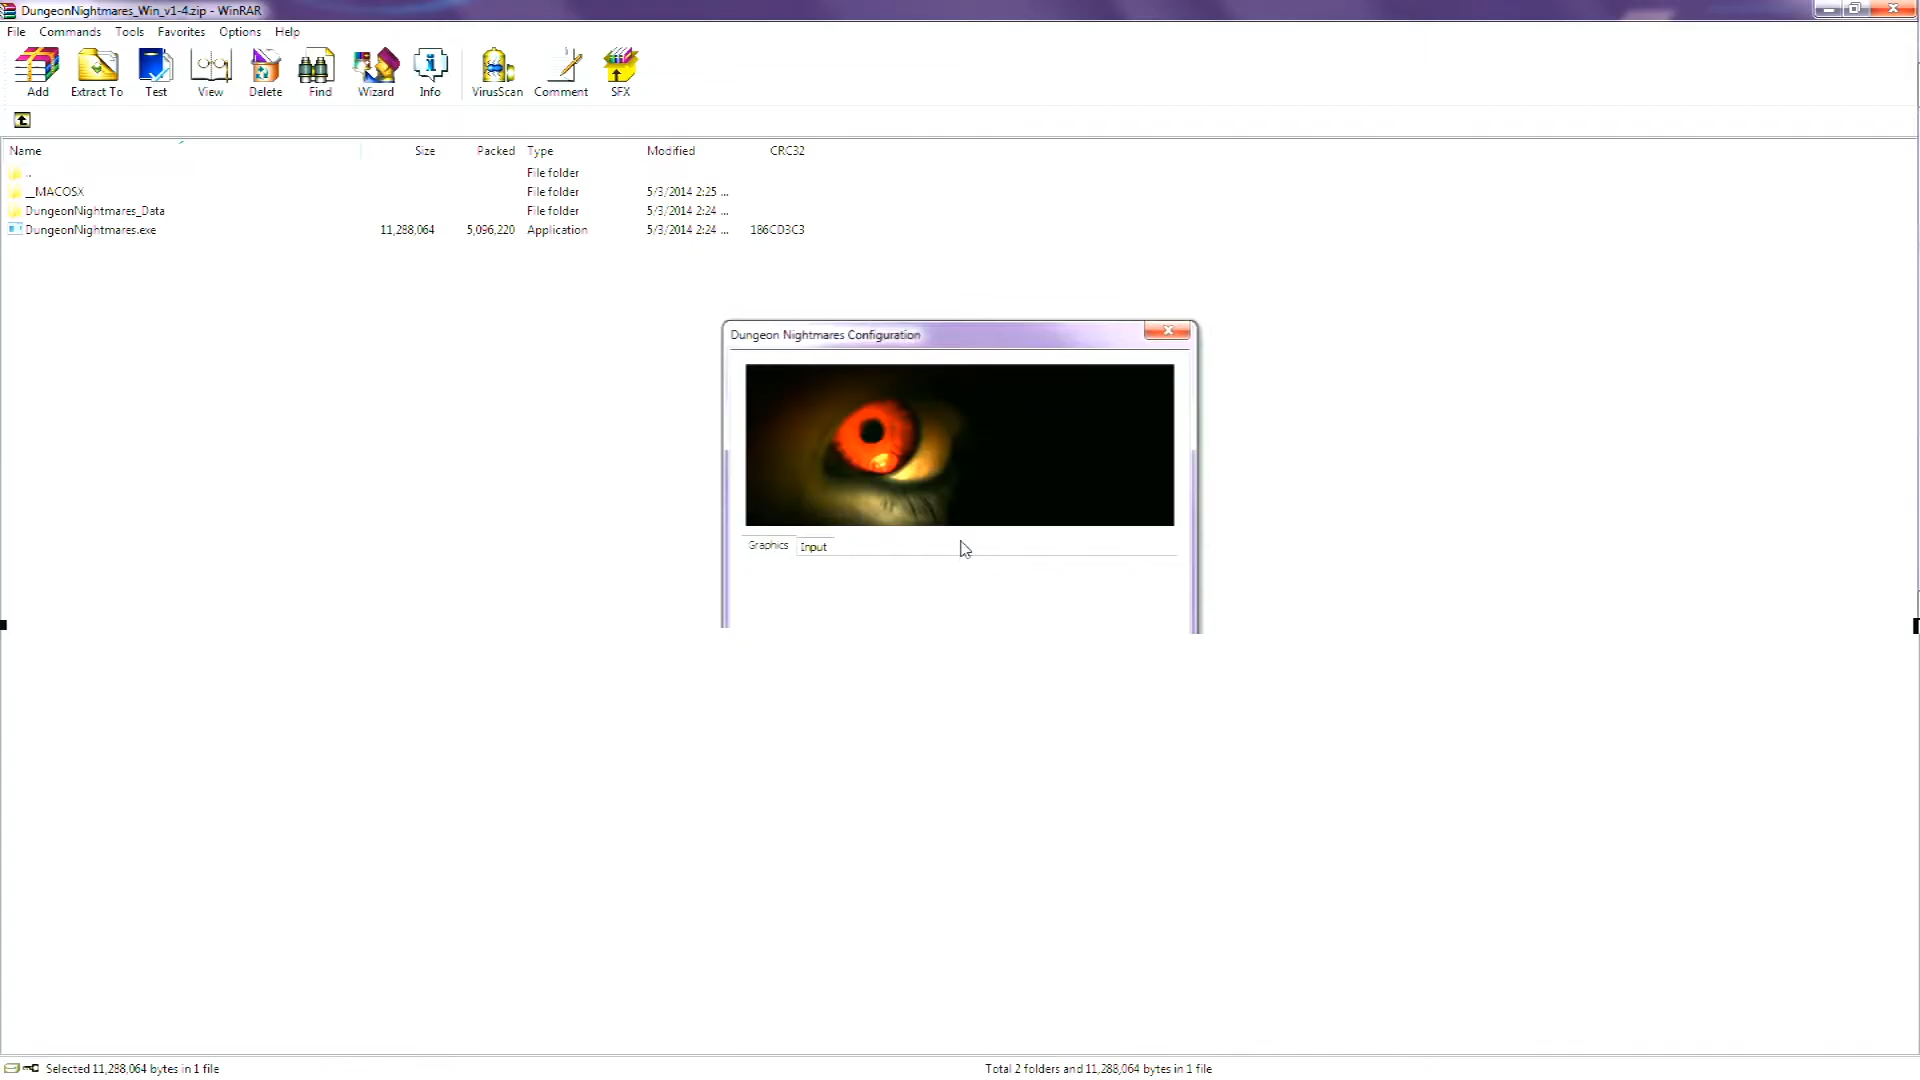 DungeonNightmares_Win_v1-4.zip - WinRAR
File Commands Tools Favorites Options Help
Add Extract To Test View Delete Find Wizard Info VirusScan Comment SFX
Name Size Packed Type Modified CRC32
.. File folder
__MACOSX File folder 5/3/2014 2:25 ...
DungeonNightmares_Data File folder 5/3/2014 2:24 ...
DungeonNightmares.exe 11,288,064 5,096,220 Application 5/3/2014 2:24 ... 186CD3C3
Dungeon Nightmares Configuration
Graphics Input
Selected 11,288,064 bytes in 1 file Total 2 folders and 11,288,064 bytes in 1 file